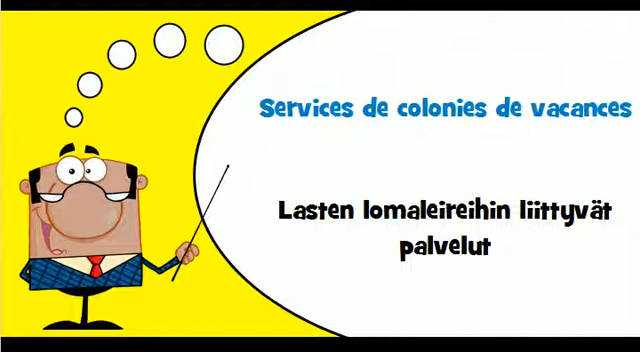 Services de colonies de vacances
Lasten lomaleireihin liittyvät
palvelut